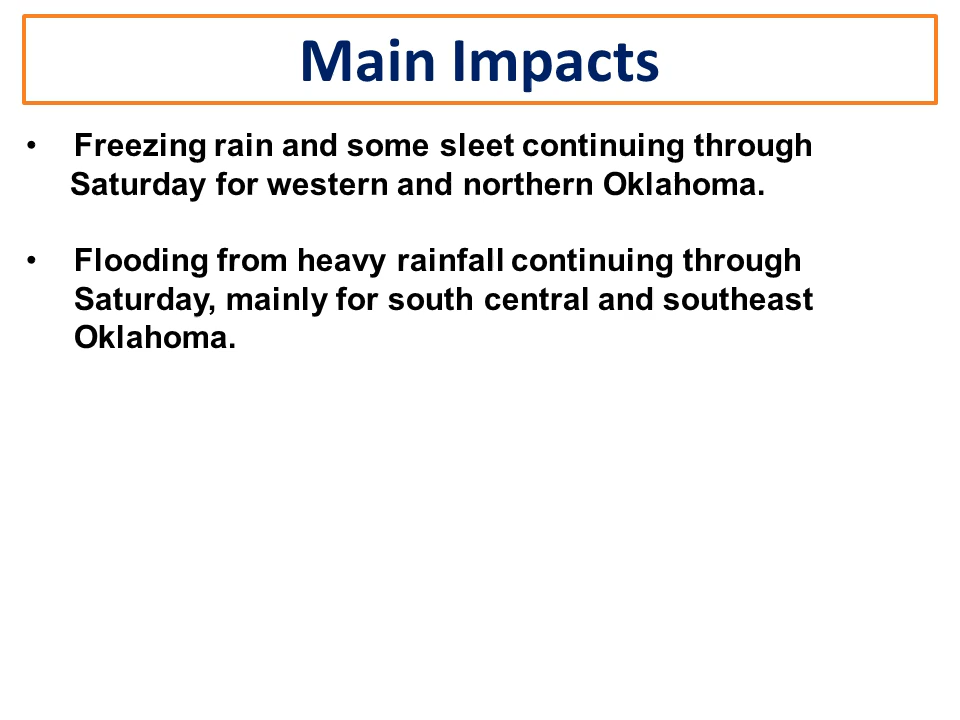 Main Impacts
• Freezing rain and some sleet continuing through
Saturday for western and northern Oklahoma.
• Flooding from heavy rainfall continuing through
Saturday, mainly for south central and southeast
Oklahoma.